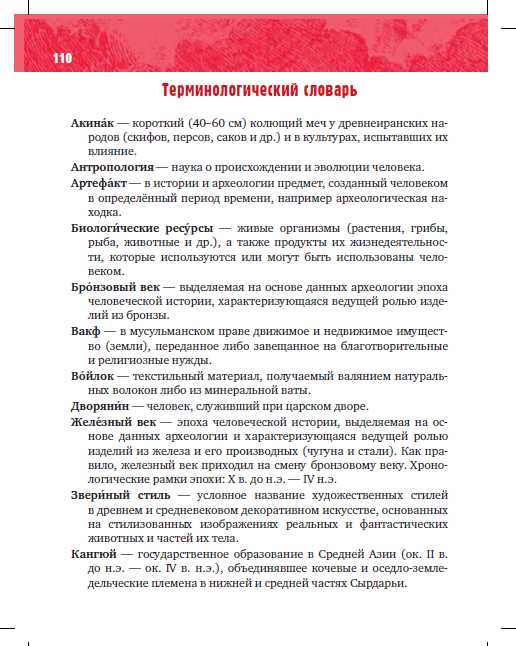 110
Терминологический словарь
Акина́к — короткий (40–60 см) колющий меч у древнеиранских на-
родов (скифов, персов, саков и др.) и в культурах, испытавших их
влияние.
Антропология — наука о происхождении и эволюции человека.
Артефа́кт — в истории и археологии предмет, созданный человеком
в определённый период времени, например археологическая на-
ходка.
Биологи́ческие ресу́рсы — живые организмы (растения, грибы,
рыба, животные и др.), а также продукты их жизнедеятельнос-
ти, которые используются или могут быть использованы чело-
веком.
Бро́нзовый век — выделяемая на основе данных археологии эпоха
человеческой истории, характеризующаяся ведущей ролью изде-
лий из бронзы.
Вакф — в мусульманском праве движимое и недвижимое имущест-
во (земли), переданное либо завещанное на благотворительные
и религиозные нужды.
Во́йлок — текстильный материал, получаемый валянием натураль-
ных волокон либо из минеральной ваты.
Дворяни́н — человек, служивший при царском дворе.
Желе́зный век — эпоха человеческой истории, выделяемая на ос-
нове данных археологии и характеризующаяся ведущей ролью
изделий из железа и его производных (чугуна и стали). Как пра-
вило, железный век приходил на смену бронзовому веку. Хроно-
логические рамки эпохи: X в. до н.э. — IV н.э.
Звери́ный стиль — условное название художественных стилей
в древнем и средневековом декоративном искусстве, основанных
на стилизованных изображениях реальных и фантастических
животных и частей их тела.
Кангюй — государственное образование в Средней Азии (ок. II в.
до н.э. — ок. IV в. н.э.), объединявшее кочевые и оседло-земле-
дельческие племена в нижней и средней частях Сырдарьи.